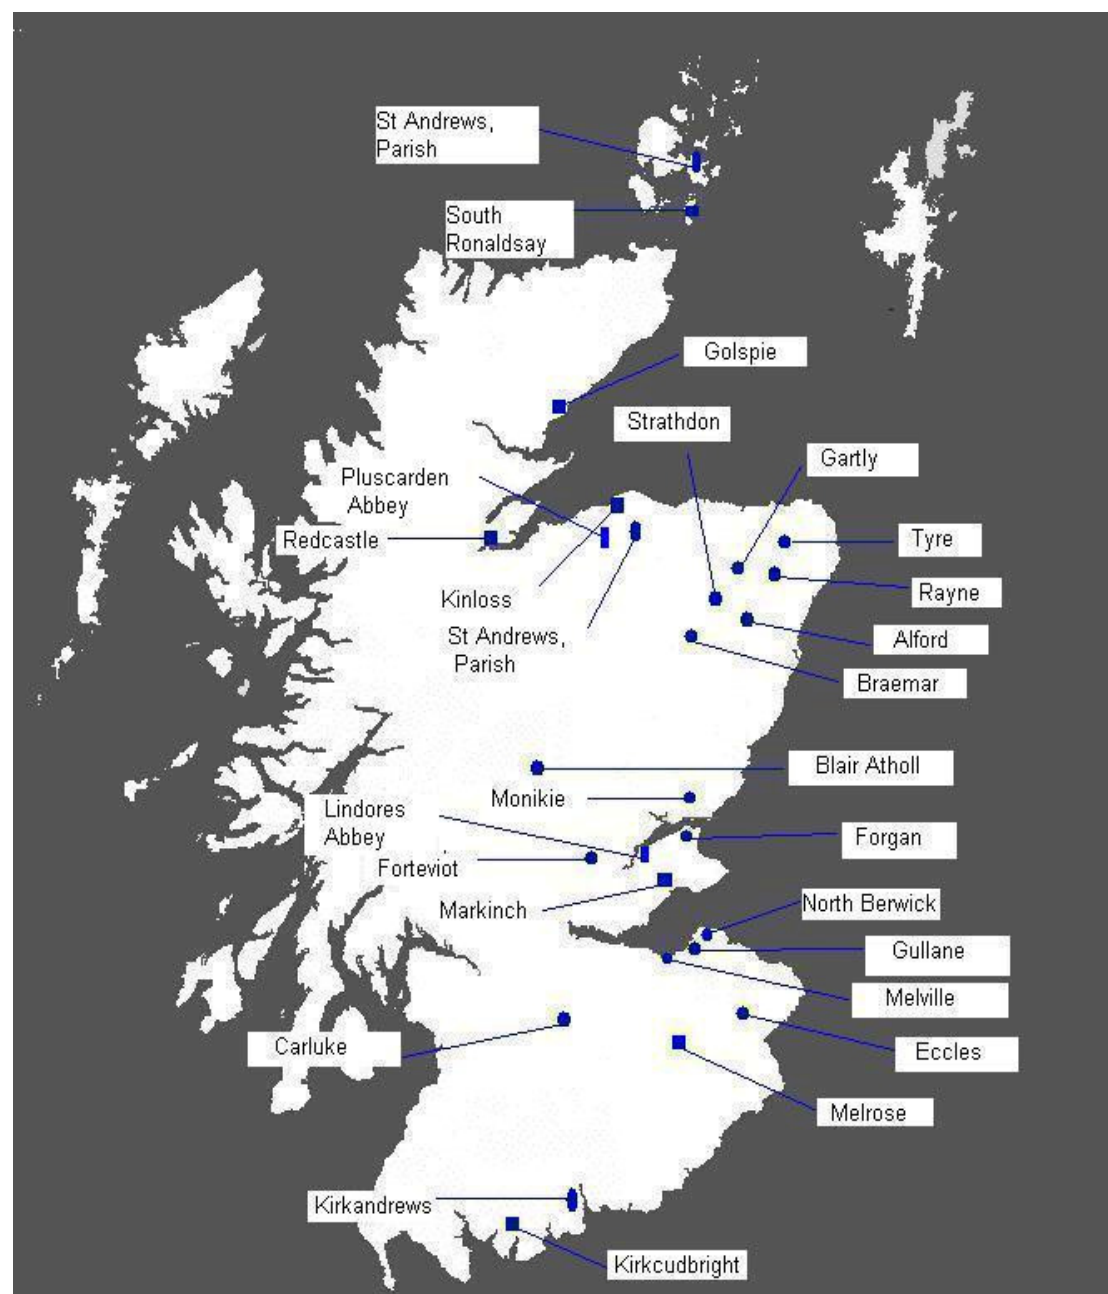 St Andrews,
Parish
South
Ronaldsay
Golspie
Strathdon
Gartly
Pluscarden
Abbey
Redcastle
Tyre
Kinloss
Rayne
St Andrews,
Parish
Alford
Braemar
Blair Atholl
Monikie
Lindores
Abbey
Forgan
Forteviot
Markinch
North Berwick
Gullane
Melville
Carluke
Eccles
Melrose
Kirkandrews
Kirkcudbright